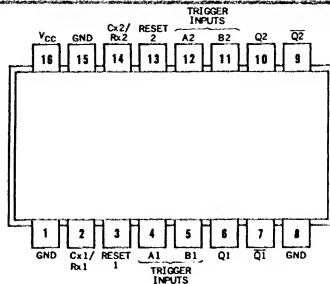 TRIGGER
INPUTS
Cx2/ RESET
VCC GND Rx2 2 A2 B2 Q2 Q2
16 15 14 13 12 11 10 9
1 2 3 4 5 6 7 8
GND Cx1/ RESET A1 B1 Q1 Q1 GND
Rx1 1
TRIGGER
INPUTS